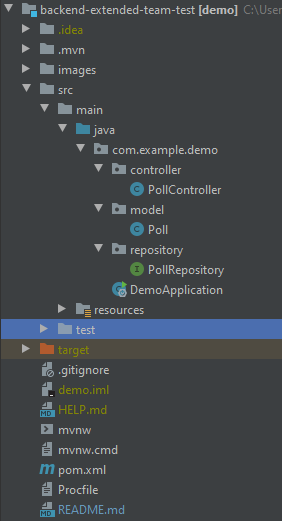 backend-extended-team-test [demo] C:\User
.idea
.mvn
images
src
main
java
com.example.demo
controller
C PollController
model
C Poll
repository
I PollRepository
C DemoApplication
resources
test
target
.gitignore
demo.iml
MD HELP.md
mvnw
mvnw.cmd
m pom.xml
Procfile
MD README.md